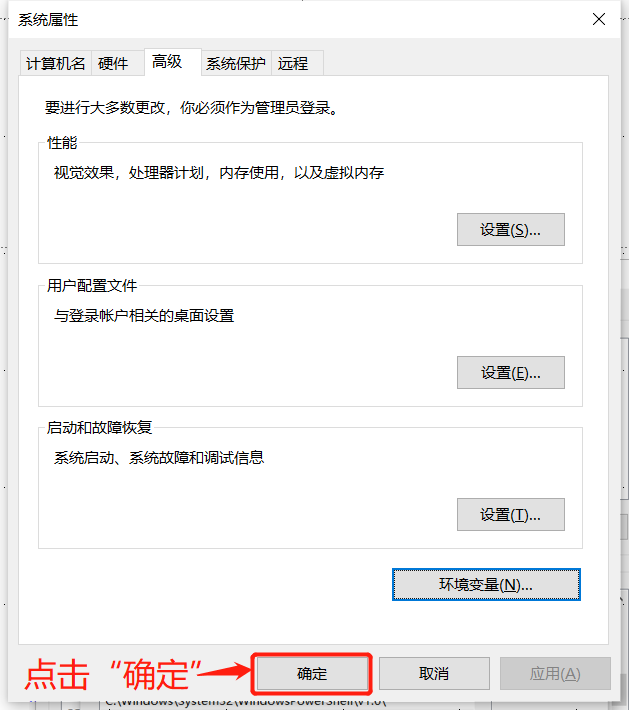 系统属性
计算机名 硬件 高级 系统保护 远程
要进行大多数更改，你必须作为管理员登录。
性能
视觉效果，处理器计划，内存使用，以及虚拟内存
设置(S)...
用户配置文件
与登录帐户相关的桌面设置
设置(E)...
启动和故障恢复
系统启动、系统故障和调试信息
设置(T)...
环境变量(N)...
点击“确定” 确定 取消 应用(A)
C:\Windows\System32\WindowsPowerShell\v1.0\